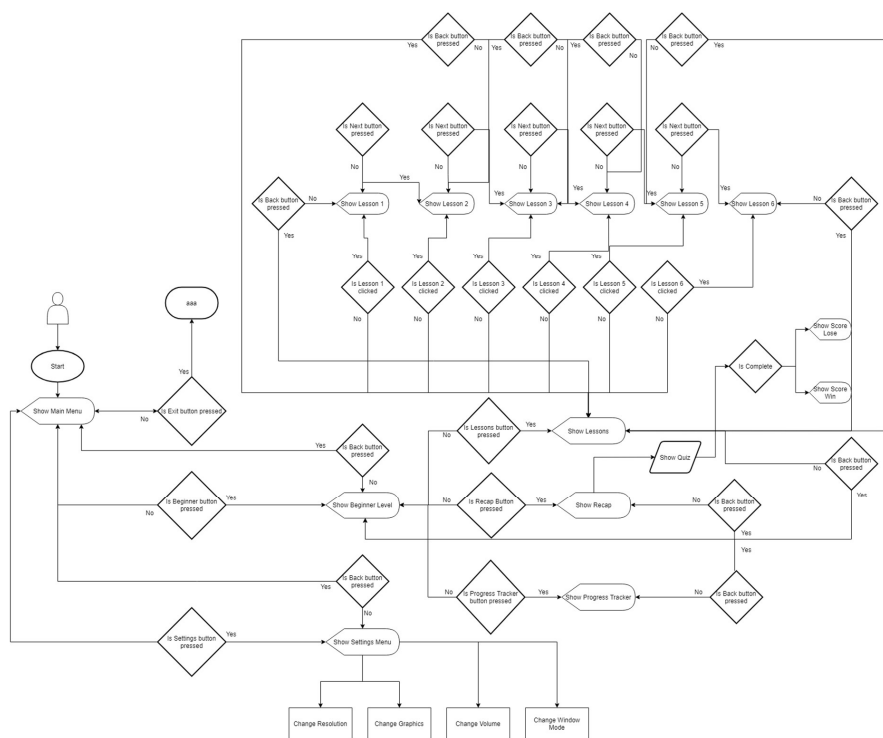 Is Back button
pressed
Is Back button
pressed
Is Back button
pressed
Is Back button
pressed
Yes
No
Yes
No
Yes
No
No
Yes
Is Next button
pressed
Is Next button
pressed
Is Next button
pressed
Is Next button
pressed
Is Next button
pressed
No
Yes
No
Yes
No
Yes
No
Yes
No
Yes
Is Back button
pressed
No
Show Lesson 1
Show Lesson 2
Show Lesson 3
Show Lesson 4
Show Lesson 5
Show Lesson 6
No
Is Back button
pressed
Yes
Yes
Yes
Yes
Yes
Yes
Yes
Is Lesson 1
clicked
Is Lesson 2
clicked
Is Lesson 3
clicked
Is Lesson 4
clicked
Is Lesson 5
clicked
Is Lesson 6
clicked
Yes
No
No
No
No
No
No
aaa
Show Score
Lose
Start
Yes
Is Complete
Show Score
Win
Show Main Menu
No
Is Exit button pressed
Is Lessons button
pressed
No
Yes
Show Lessons
Yes
Is Back button
pressed
No
Show Quiz
No
Is Back button
pressed
Yes
Is Beginner button
pressed
No
Yes
Show Beginner Level
No
Is Recap Button
pressed
Yes
Show Recap
No
Is Back button
pressed
Yes
Yes
Is Back button
pressed
Yes
No
No
Is Progress Tracker
button pressed
Yes
Show Progress Tracker
No
Is Back button
pressed
Is Settings button
pressed
Yes
No
Show Settings Menu
Change Resolution
Change Graphics
Change Volume
Change Window
Mode